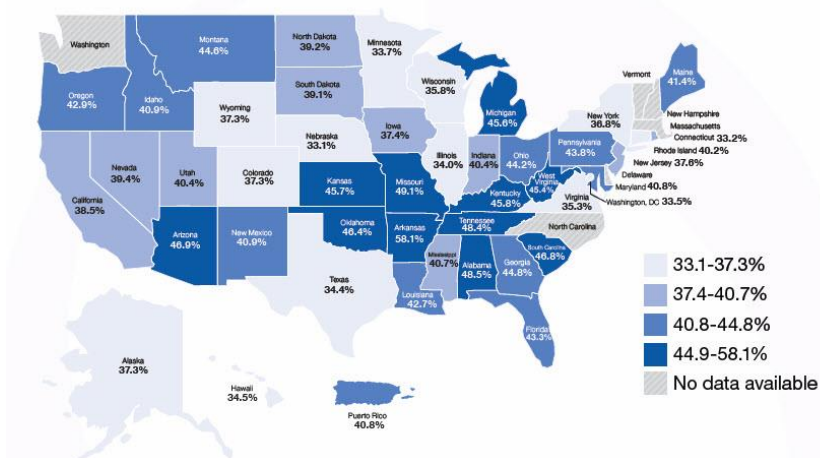 Washington
Montana
44.6%
North Dakota
39.2%
Minnesota
33.7%
Oregon
42.9%
Idaho
40.9%
Wyoming
37.3%
South Dakota
39.1%
Wisconsin
35.8%
Michigan
45.6%
Vermont
Maine
41.4%
New York
36.8%
New Hampshire
Massachusetts
Connecticut 33.2%
Rhode Island 40.2%
New Jersey 37.6%
Delaware
Maryland 40.8%
Washington, DC 33.5%
Nevada
39.4%
Utah
40.4%
Colorado
37.3%
Nebraska
33.1%
Iowa
37.4%
Illinois
34.0%
Indiana
40.4%
Ohio
44.2%
Pennsylvania
43.8%
California
38.5%
Kansas
45.7%
Missouri
49.1%
Kentucky
45.8%
West
Virginia
45.4%
Virginia
35.3%
Arizona
46.9%
New Mexico
40.9%
Oklahoma
46.4%
Arkansas
58.1%
Tennessee
48.4%
North Carolina
South Carolina
46.8%
Texas
34.4%
Louisiana
42.7%
Mississippi
40.7%
Alabama
48.5%
Georgia
44.8%
Florida
43.3%
Alaska
37.3%
Hawaii
34.5%
Puerto Rico
40.8%
33.1-37.3%
37.4-40.7%
40.8-44.8%
44.9-58.1%
No data available